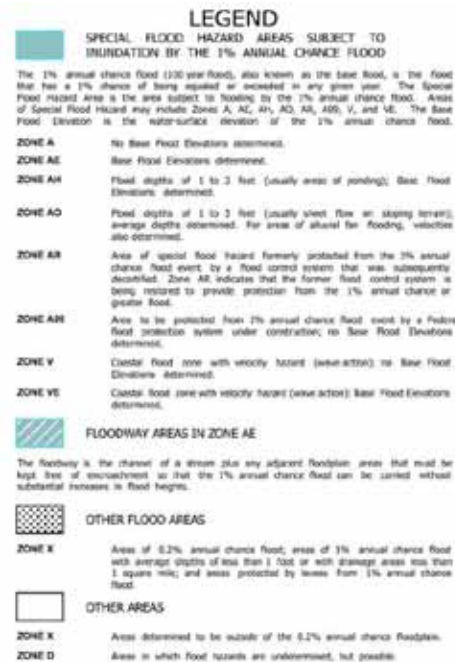 LEGEND
SPECIAL FLOOD HAZARD AREAS SUBJECT TO
INUNDATION BY THE 1% ANNUAL CHANCE FLOOD
The 1% annual chance flood (100-year flood), also known as the base flood, is the flood
that has a 1% chance of being equaled or exceeded in any given year. The Special
Flood Hazard Area is the area subject to flooding by the 1% annual chance flood. Areas
of Special Flood Hazard may include Zones A, AE, AH, AO, AR, A99, V, and VE. The Base
Flood Elevation is the water-surface elevation of the 1% annual chance flood.
ZONE A No Base Flood Elevations determined.
ZONE AE Base Flood Elevations determined.
ZONE AH Flood depths of 1 to 3 feet (usually areas of ponding); Base Flood
Elevations determined.
ZONE AO Flood depths of 1 to 3 feet (usually sheet flow on sloping terrain);
average depths determined. For areas of alluvial fan flooding, velocities
also determined.
ZONE AR Area of special flood hazard formerly protected from the 1% annual
chance flood event by a flood control system that was subsequently
decertified. Zone AR indicates that the former flood control system is
being restored to provide protection from the 1% annual chance or
greater flood.
ZONE A99 Area to be protected from 1% annual chance flood event by a Federal
flood protection system under construction; no Base Flood Elevations
determined.
ZONE V Coastal flood zone with velocity hazard (wave action); no Base Flood
Elevations determined.
ZONE VE Coastal flood zone with velocity hazard (wave action); Base Flood Elevations
determined.
FLOODWAY AREAS IN ZONE AE
The floodway is the channel of a stream plus any adjacent floodplain areas that must be
kept free of encroachment so that the 1% annual chance flood can be carried without
substantial increases in flood heights.
OTHER FLOOD AREAS
ZONE X Areas of 0.2% annual chance flood; areas of 1% annual chance flood
with average depths of less than 1 foot or with drainage areas less than
1 square mile; and areas protected by levees from 1% annual chance
flood.
OTHER AREAS
ZONE X Areas determined to be outside of the 0.2% annual chance floodplain.
ZONE D Areas in which flood hazards are undetermined, but possible.